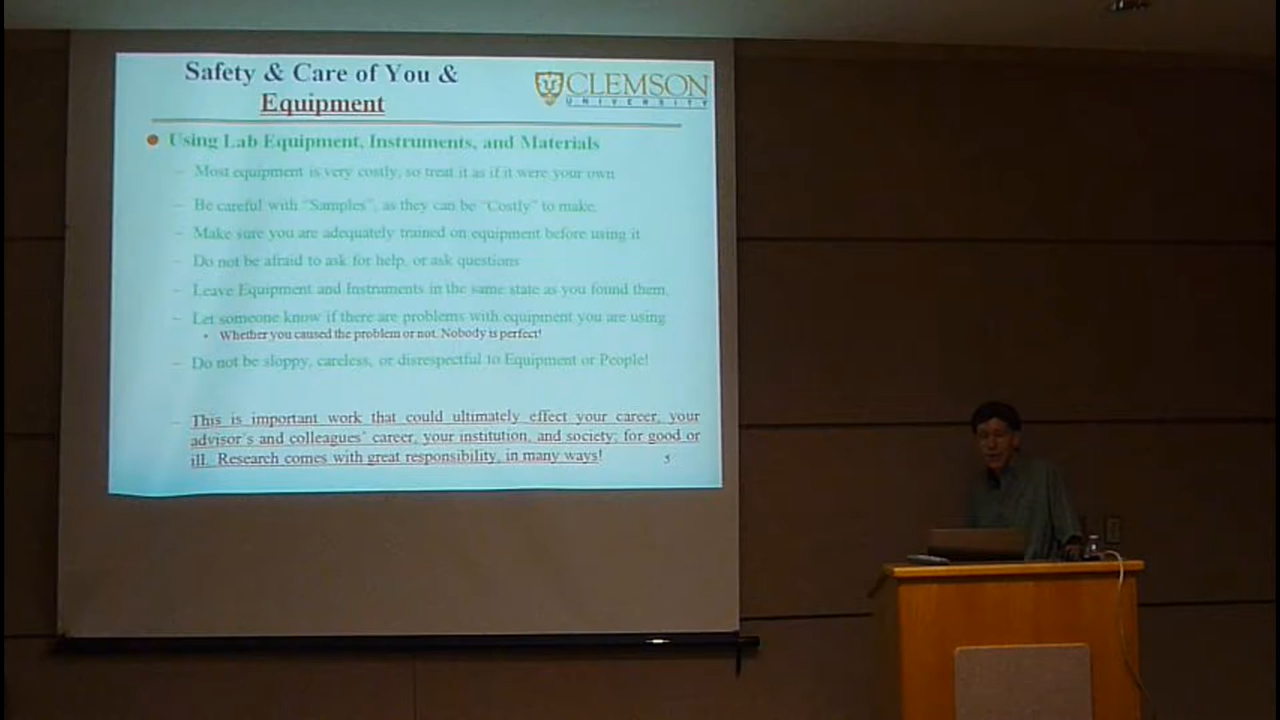 Safety & Care of You &
Equipment
CLEMSON
UNIVERSITY
Using Lab Equipment, Instruments, and Materials
– Most equipment is very costly, so treat it as if it were your own
– Be careful with "Samples", as they can be "Costly" to make.
– Make sure you are adequately trained on equipment before using it
– Do not be afraid to ask for help, or ask questions
– Leave Equipment and Instruments in the same state as you found them.
– Let someone know if there are problems with equipment you are using
• Whether you caused the problem or not. Nobody is perfect!
– Do not be sloppy, careless, or disrespectful to Equipment or People!
– This is important work that could ultimately effect your career, your
advisor's and colleagues' career, your institution, and society; for good or
ill. Research comes with great responsibility, in many ways!
5